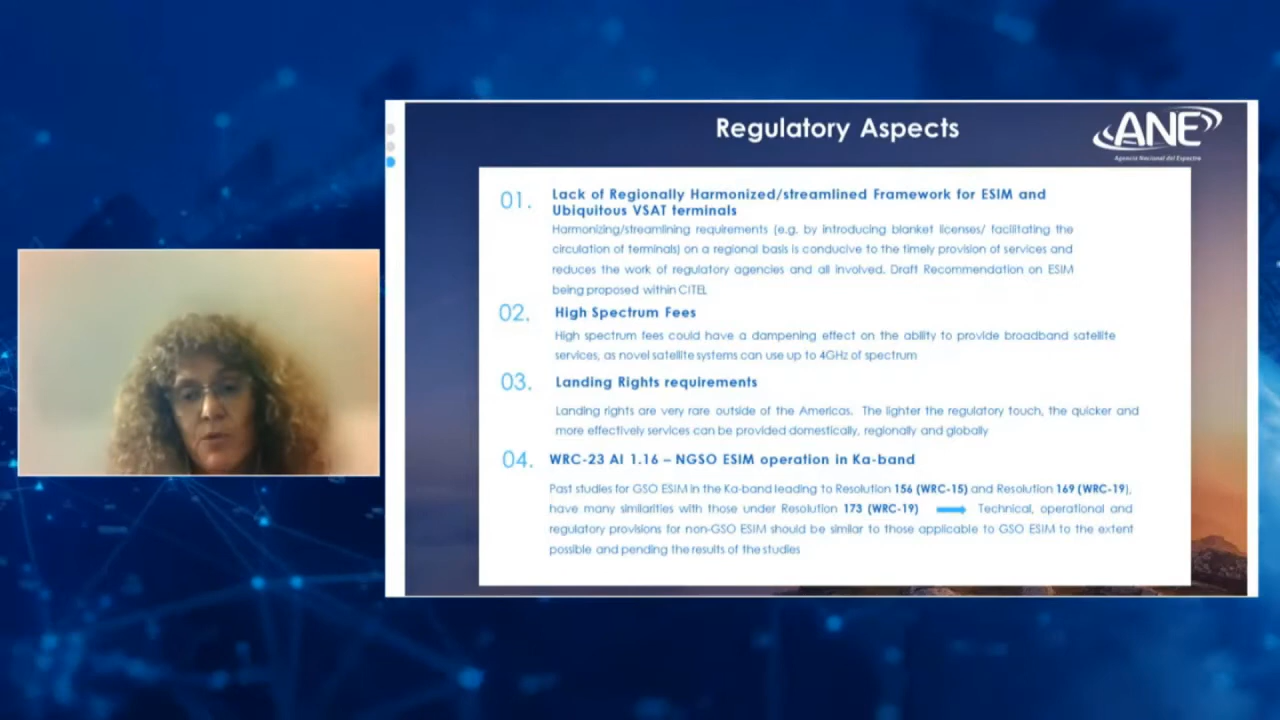 Regulatory Aspects
ANE
Agencia Nacional del Espectro
01.
Lack of Regionally Harmonized/streamlined Framework for ESIM and
Ubiquitous VSAT terminals
Harmonizing/streamlining requirements (e.g. by introducing blanket licenses/ facilitating the
circulation of terminals) on a regional basis is conducive to the timely provision of services and
reduces the work of regulatory agencies and all involved. Draft Recommendation on ESIM
being proposed within CITEL
02.
High Spectrum Fees
High spectrum fees could have a dampening effect on the ability to provide broadband satellite
services, as novel satellite systems can use up to 4GHz of spectrum
03.
Landing Rights requirements
Landing rights are very rare outside of the Americas. The lighter the regulatory touch, the quicker and
more effectively services can be provided domestically, regionally and globally
04.
WRC-23 AI 1.16 – NGSO ESIM operation in Ka-band
Past studies for GSO ESIM in the Ka-band leading to Resolution 156 (WRC-15) and Resolution 169 (WRC-19),
have many similarities with those under Resolution 173 (WRC-19) Technical, operational and
regulatory provisions for non-GSO ESIM should be similar to those applicable to GSO ESIM to the extent
possible and pending the results of the studies